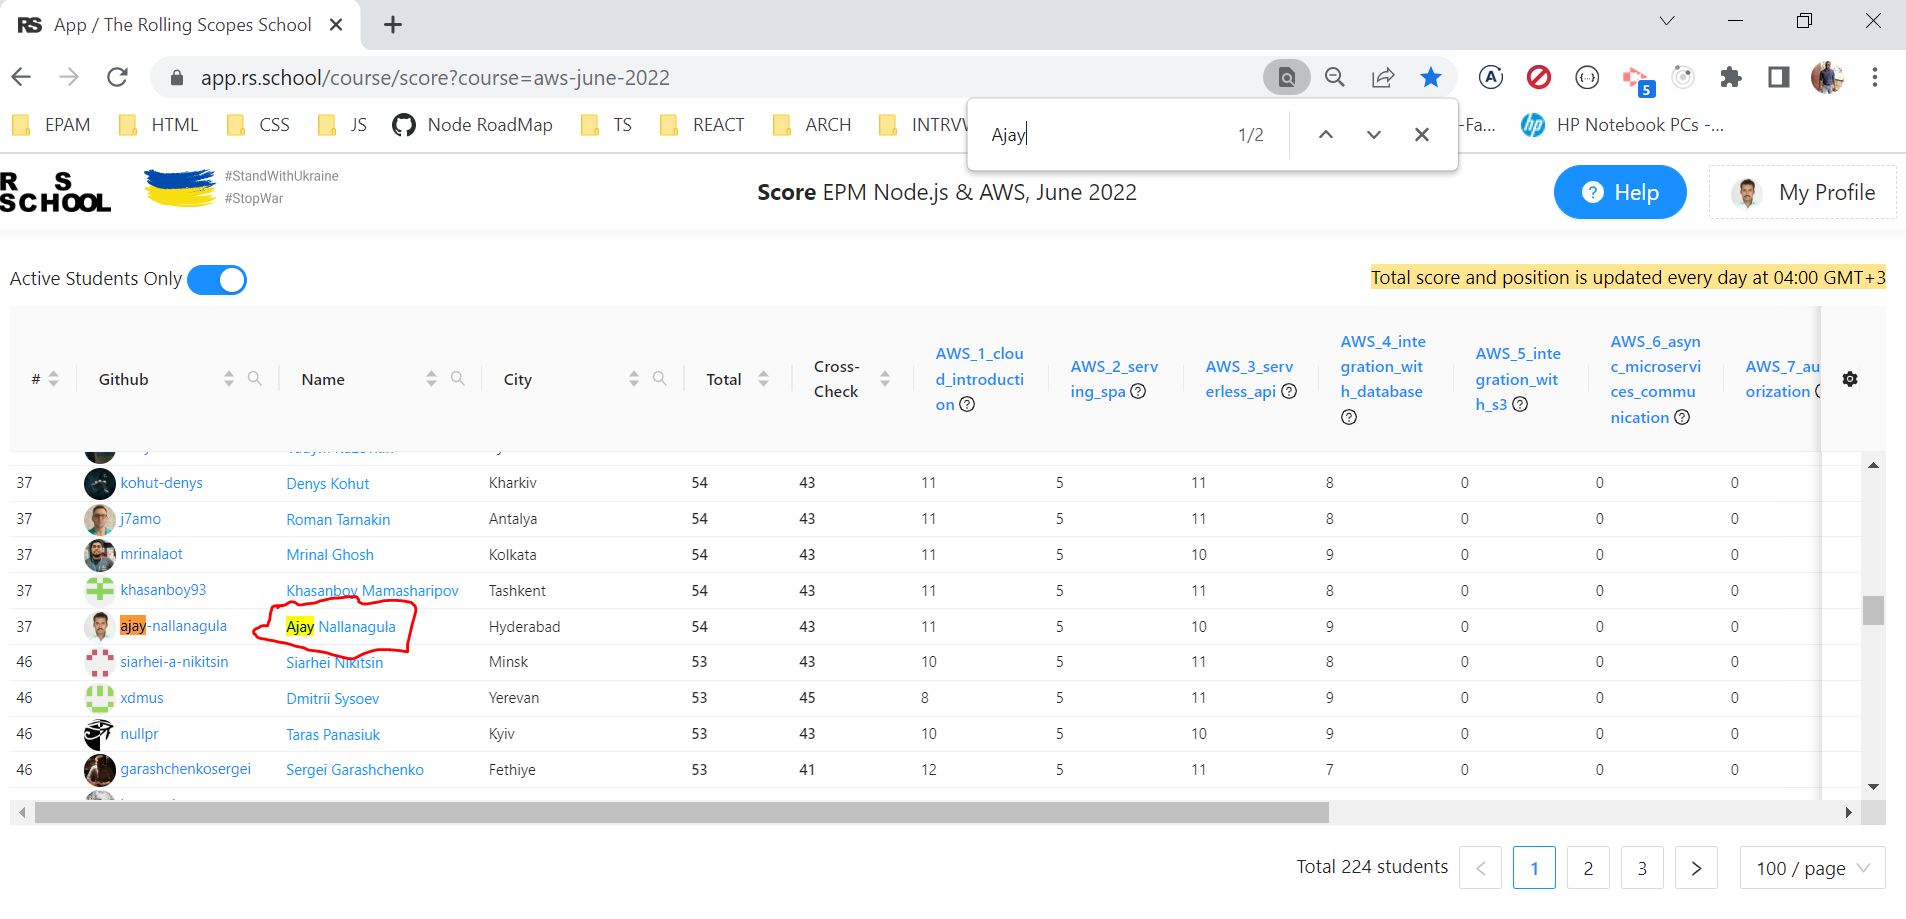 RS App / The Rolling Scopes School
app.rs.school/course/score?course=aws-june-2022
5
EPAM HTML CSS JS Node RoadMap TS REACT ARCH INTRVW -Fa... HP Notebook PCs -...
Ajay 1/2
R S
SCHOOL
#StandWithUkraine
#StopWar
Score EPM Node.js & AWS, June 2022
Help
My Profile
Active Students Only
Total score and position is updated every day at 04:00 GMT+3
# Github Name City Total Cross-Check AWS_1_cloud_introduction AWS_2_serving_spa AWS_3_serverless_api AWS_4_integration_with_database AWS_5_integration_with_s3 AWS_6_async_microservices_communication AWS_7_au orization
37 kohut-denys Denys Kohut Kharkiv 54 43 11 5 11 8 0 0 0
37 j7amo Roman Tarnakin Antalya 54 43 11 5 11 8 0 0 0
37 mrinalaot Mrinal Ghosh Kolkata 54 43 11 5 10 9 0 0 0
37 khasanboy93 Khasanboy Mamasharipov Tashkent 54 43 11 5 11 8 0 0 0
37 ajay-nallanagula Ajay Nallanagula Hyderabad 54 43 11 5 10 9 0 0 0
46 siarhei-a-nikitsin Siarhei Nikitsin Minsk 53 43 10 5 11 8 0 0 0
46 xdmus Dmitrii Sysoev Yerevan 53 45 8 5 11 9 0 0 0
46 nullpr Taras Panasiuk Kyiv 53 43 10 5 10 9 0 0 0
46 garashchenkosergei Sergei Garashchenko Fethiye 53 41 12 5 11 7 0 0 0
Total 224 students < 1 2 3 > 100 / page